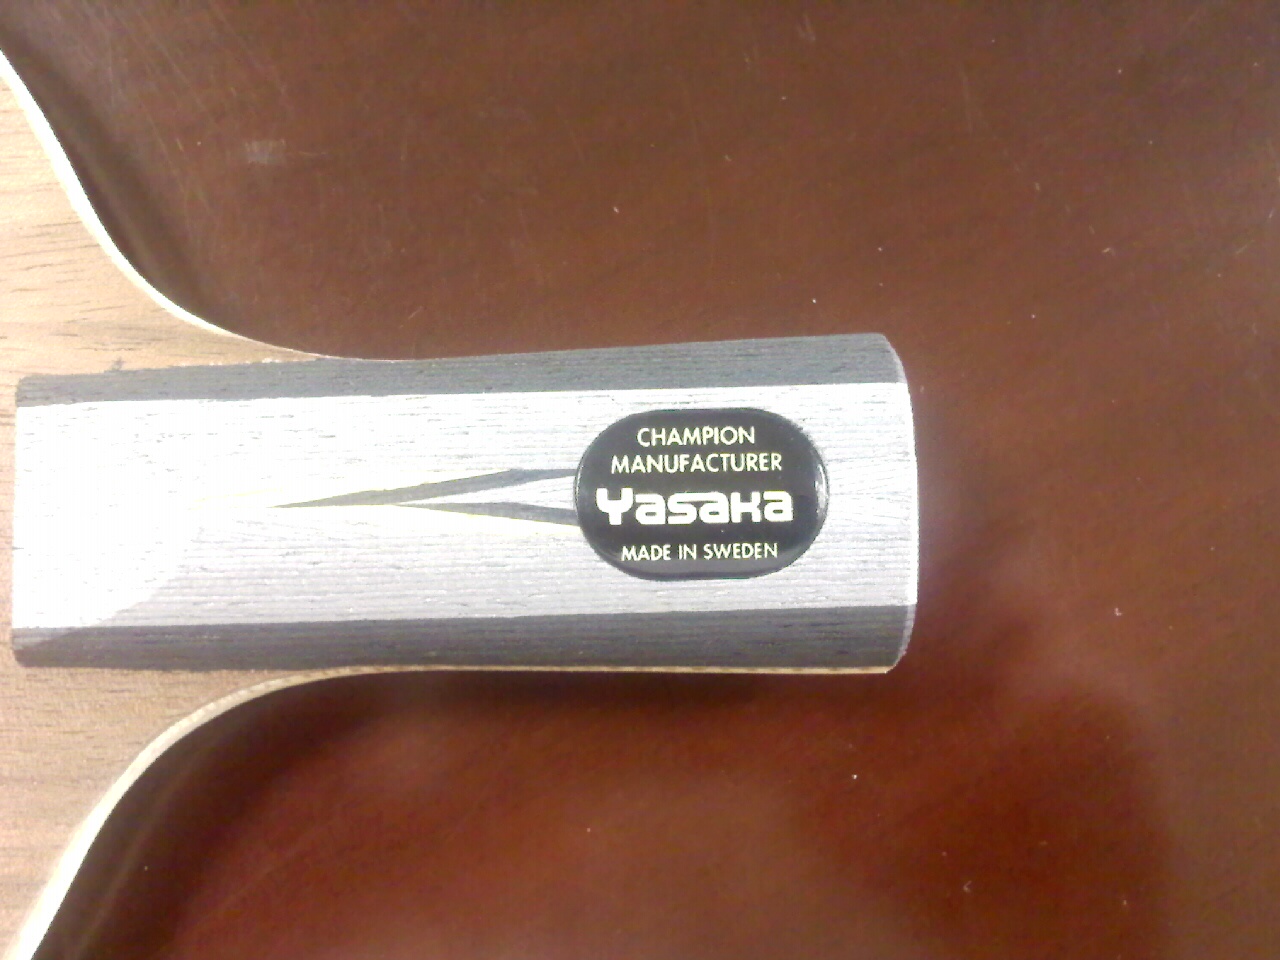 CHAMPION
MANUFACTURER
Yasaka
MADE IN SWEDEN